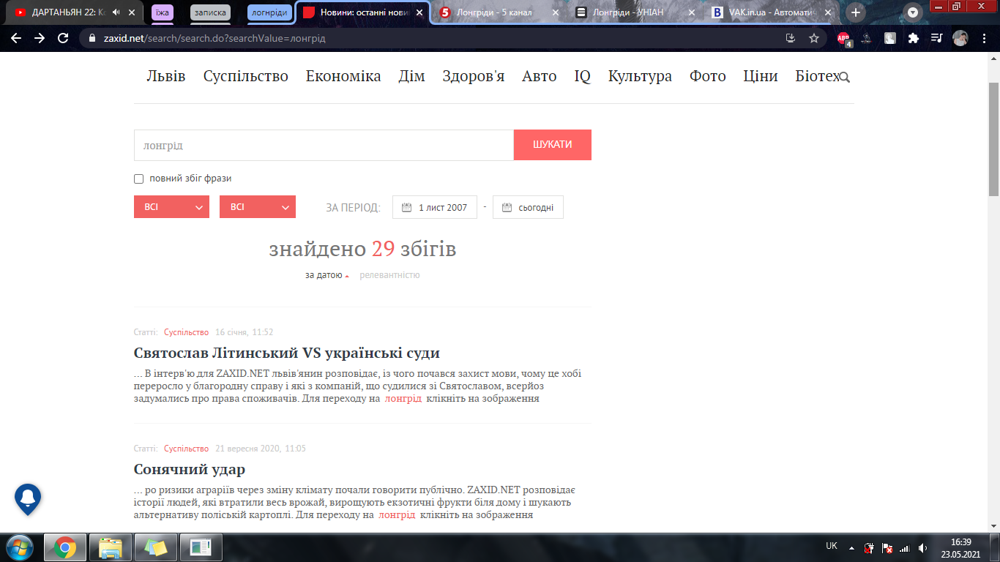 ДАРТАНЬЯН 22: Ко
їжа
записка
логнріди
Новини: останні новин
Лонгріди - 5 канал
Лонгріди - УНІАН
VAK.in.ua - Автоматич
zaxid.net/search/search.do?searchValue=лонгрід
ABP
4
Львів Суспільство Економіка Дім Здоров'я Авто IQ Культура Фото Ціни Біотех
лонгрід
ШУКАТИ
повний збіг фрази
ВСІ ВСІ ЗА ПЕРІОД: 1 лист 2007 - сьогодні
знайдено 29 збігів
за датою релевантністю
Статті: Суспільство 16 січня, 11:52
Святослав Літинський VS українські суди
... В інтерв'ю для ZAXID.NET львів'янин розповідає, із чого почався захист мови, чому це хобі
переросло у благородну справу і які з компаній, що судилися зі Святославом, всерйоз
задумались про права споживачів. Для переходу на лонгрід клікніть на зображення
Статті: Суспільство 21 вересня 2020, 11:05
Сонячний удар
... ро ризики аграріїв через зміну клімату почали говорити публічно. ZAXID.NET розповідає
історії людей, які втратили весь врожай, вирощують екзотичні фрукти біля дому і шукають
альтернативу поліській картоплі. Для переходу на лонгрід клікніть на зображення
UK
16:39
23.05.2021